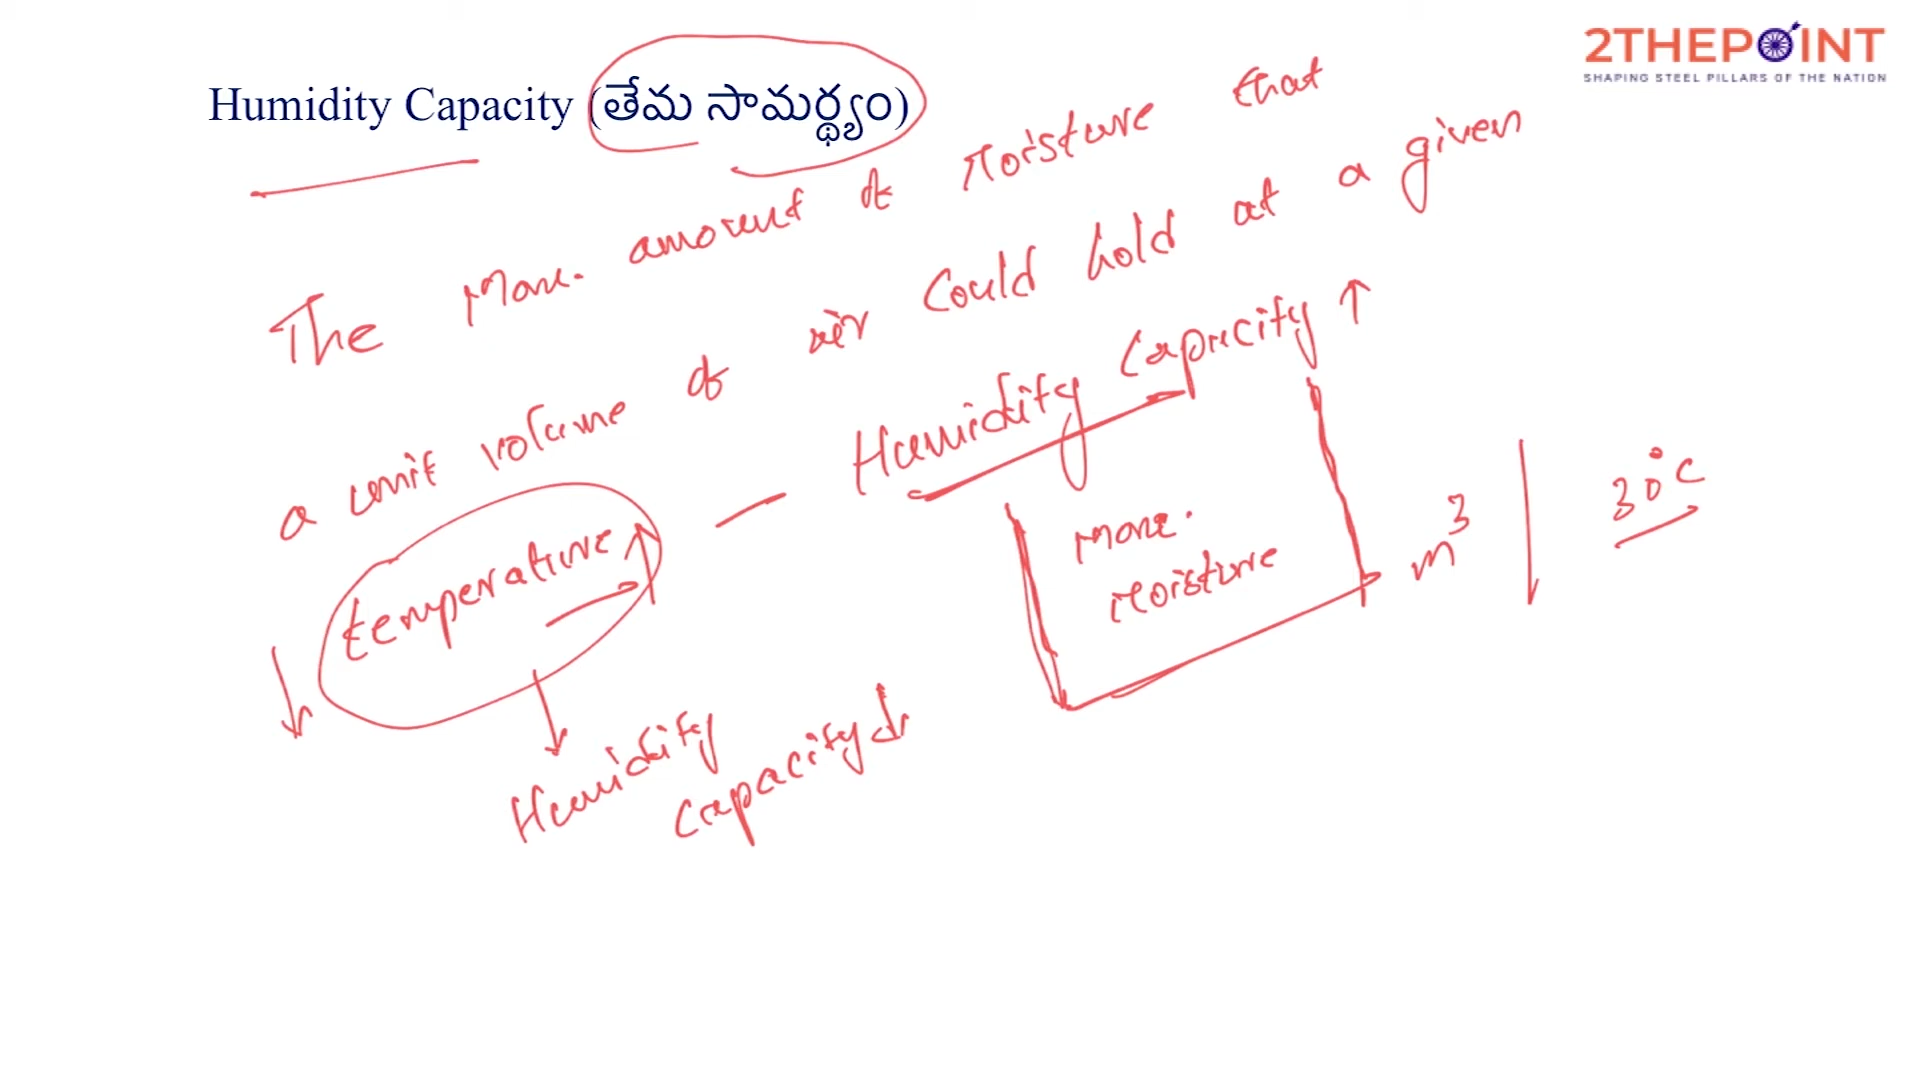 2THEPOINT
SHAPING STEEL PILLARS OF THE NATION
Humidity Capacity (తేమ సామర్థ్యం)
The Max. amount of Moisture that
a unit volume of air could hold at a given
temperature ↑ — Humidity Capacity ↑
Max.
Moisture
m³
30°C
↓
↓
Humidity
capacity ↓